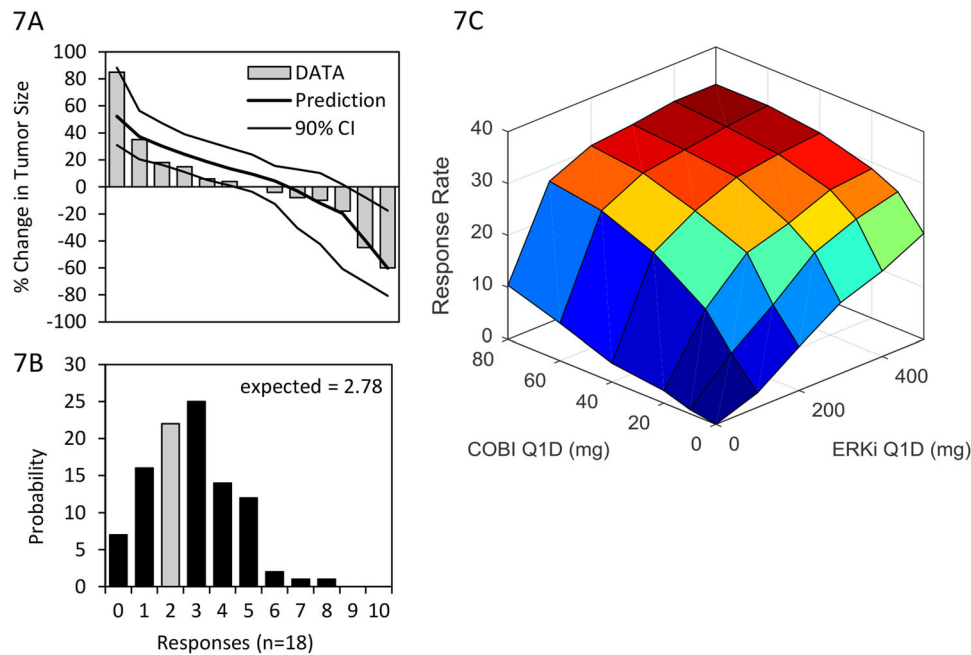 7A
% Change in Tumor Size
100
80
60
40
20
0
-20
-40
-60
-80
-100
DATA
Prediction
90% CI
7B
Probability
30
25
20
15
10
5
0
expected = 2.78
0 1 2 3 4 5 6 7 8 9 10
Responses (n=18)
7C
Response Rate
40
30
20
10
0
80
60
40
20
0
COBI Q1D (mg)
0
200
400
ERKi Q1D (mg)